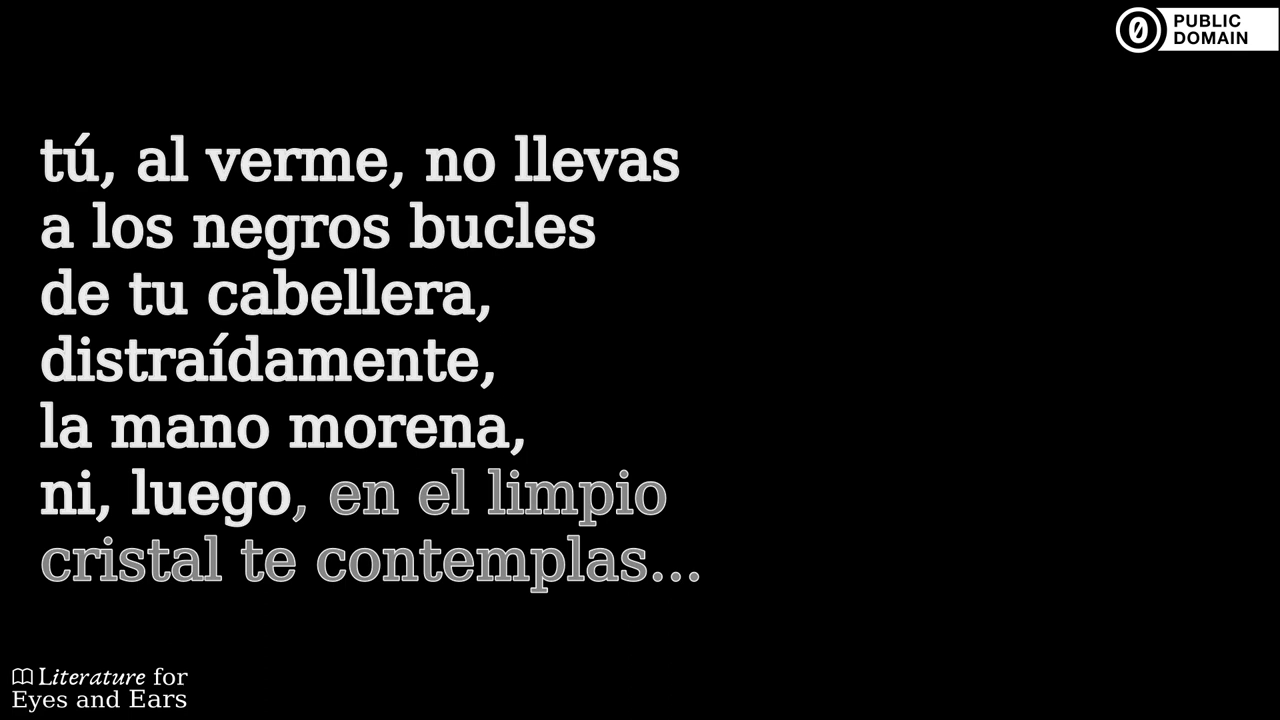 PUBLIC
DOMAIN
tú, al verme, no llevas
a los negros bucles
de tu cabellera,
distraídamente,
la mano morena,
ni, luego, en el limpio
cristal te contemplas...
Literature for
Eyes and Ears